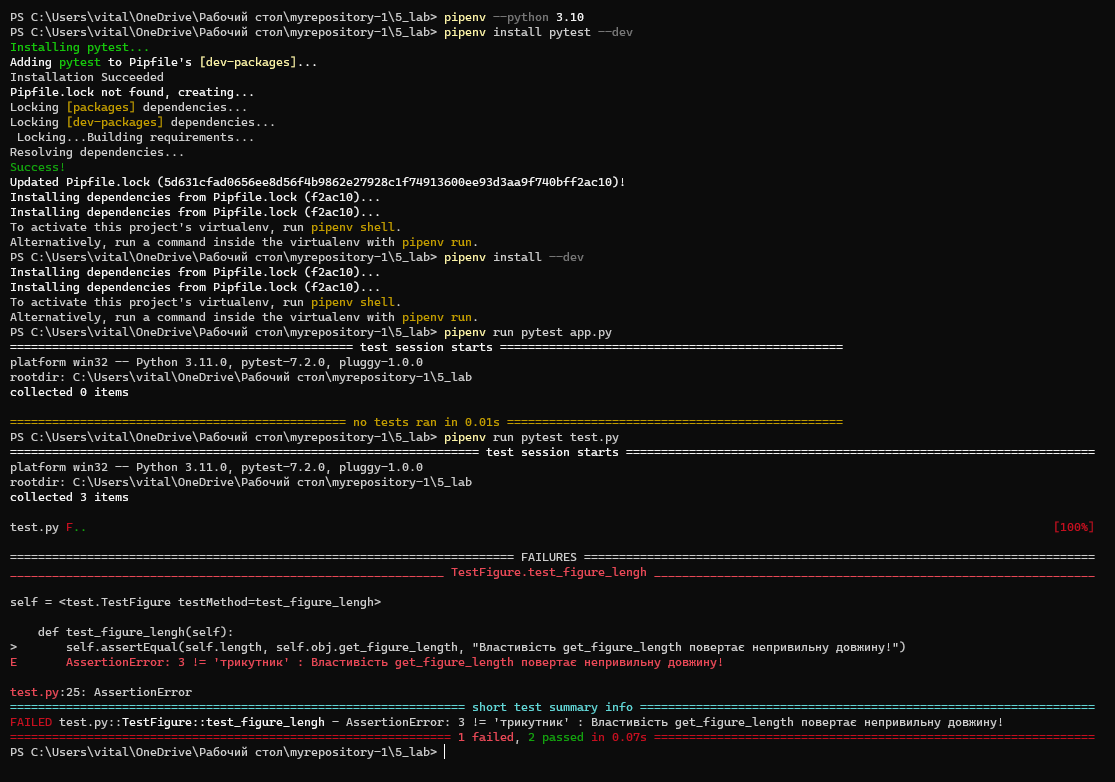 PS C:\Users\vital\OneDrive\Рабочий стол\myrepository-1\5_lab> pipenv --python 3.10
PS C:\Users\vital\OneDrive\Рабочий стол\myrepository-1\5_lab> pipenv install pytest --dev
Installing pytest...
Adding pytest to Pipfile's [dev-packages]...
Installation Succeeded
Pipfile.lock not found, creating...
Locking [packages] dependencies...
Locking [dev-packages] dependencies...
 Locking...Building requirements...
Resolving dependencies...
Success!
Updated Pipfile.lock (5d631cfad0656ee8d56f4b9862e27928c1f74913600ee93d3aa9f740bff2ac10)!
Installing dependencies from Pipfile.lock (f2ac10)...
Installing dependencies from Pipfile.lock (f2ac10)...
To activate this project's virtualenv, run pipenv shell.
Alternatively, run a command inside the virtualenv with pipenv run.
PS C:\Users\vital\OneDrive\Рабочий стол\myrepository-1\5_lab> pipenv install --dev
Installing dependencies from Pipfile.lock (f2ac10)...
Installing dependencies from Pipfile.lock (f2ac10)...
To activate this project's virtualenv, run pipenv shell.
Alternatively, run a command inside the virtualenv with pipenv run.
PS C:\Users\vital\OneDrive\Рабочий стол\myrepository-1\5_lab> pipenv run pytest app.py
================================================= test session starts =================================================
platform win32 -- Python 3.11.0, pytest-7.2.0, pluggy-1.0.0
rootdir: C:\Users\vital\OneDrive\Рабочий стол\myrepository-1\5_lab
collected 0 items
================================================ no tests ran in 0.01s ================================================
PS C:\Users\vital\OneDrive\Рабочий стол\myrepository-1\5_lab> pipenv run pytest test.py
=================================================================== test session starts ===================================================================
platform win32 -- Python 3.11.0, pytest-7.2.0, pluggy-1.0.0
rootdir: C:\Users\vital\OneDrive\Рабочий стол\myrepository-1\5_lab
collected 3 items
test.py F.. [100%]
======================================================================== FAILURES =========================================================================
______________________________________________________________ TestFigure.test_figure_lengh _______________________________________________________________
self = <test.TestFigure testMethod=test_figure_lengh>
    def test_figure_lengh(self):
>       self.assertEqual(self.length, self.obj.get_figure_length, "Властивість get_figure_length повертає непривильну довжину!")
E       AssertionError: 3 != 'трикутник' : Властивість get_figure_length повертає непривильну довжину!
test.py:25: AssertionError
================================================================= short test summary info =================================================================
FAILED test.py::TestFigure::test_figure_lengh - AssertionError: 3 != 'трикутник' : Властивість get_figure_length повертає непривильну довжину!
=============================================================== 1 failed, 2 passed in 0.07s ===============================================================
PS C:\Users\vital\OneDrive\Рабочий стол\myrepository-1\5_lab>